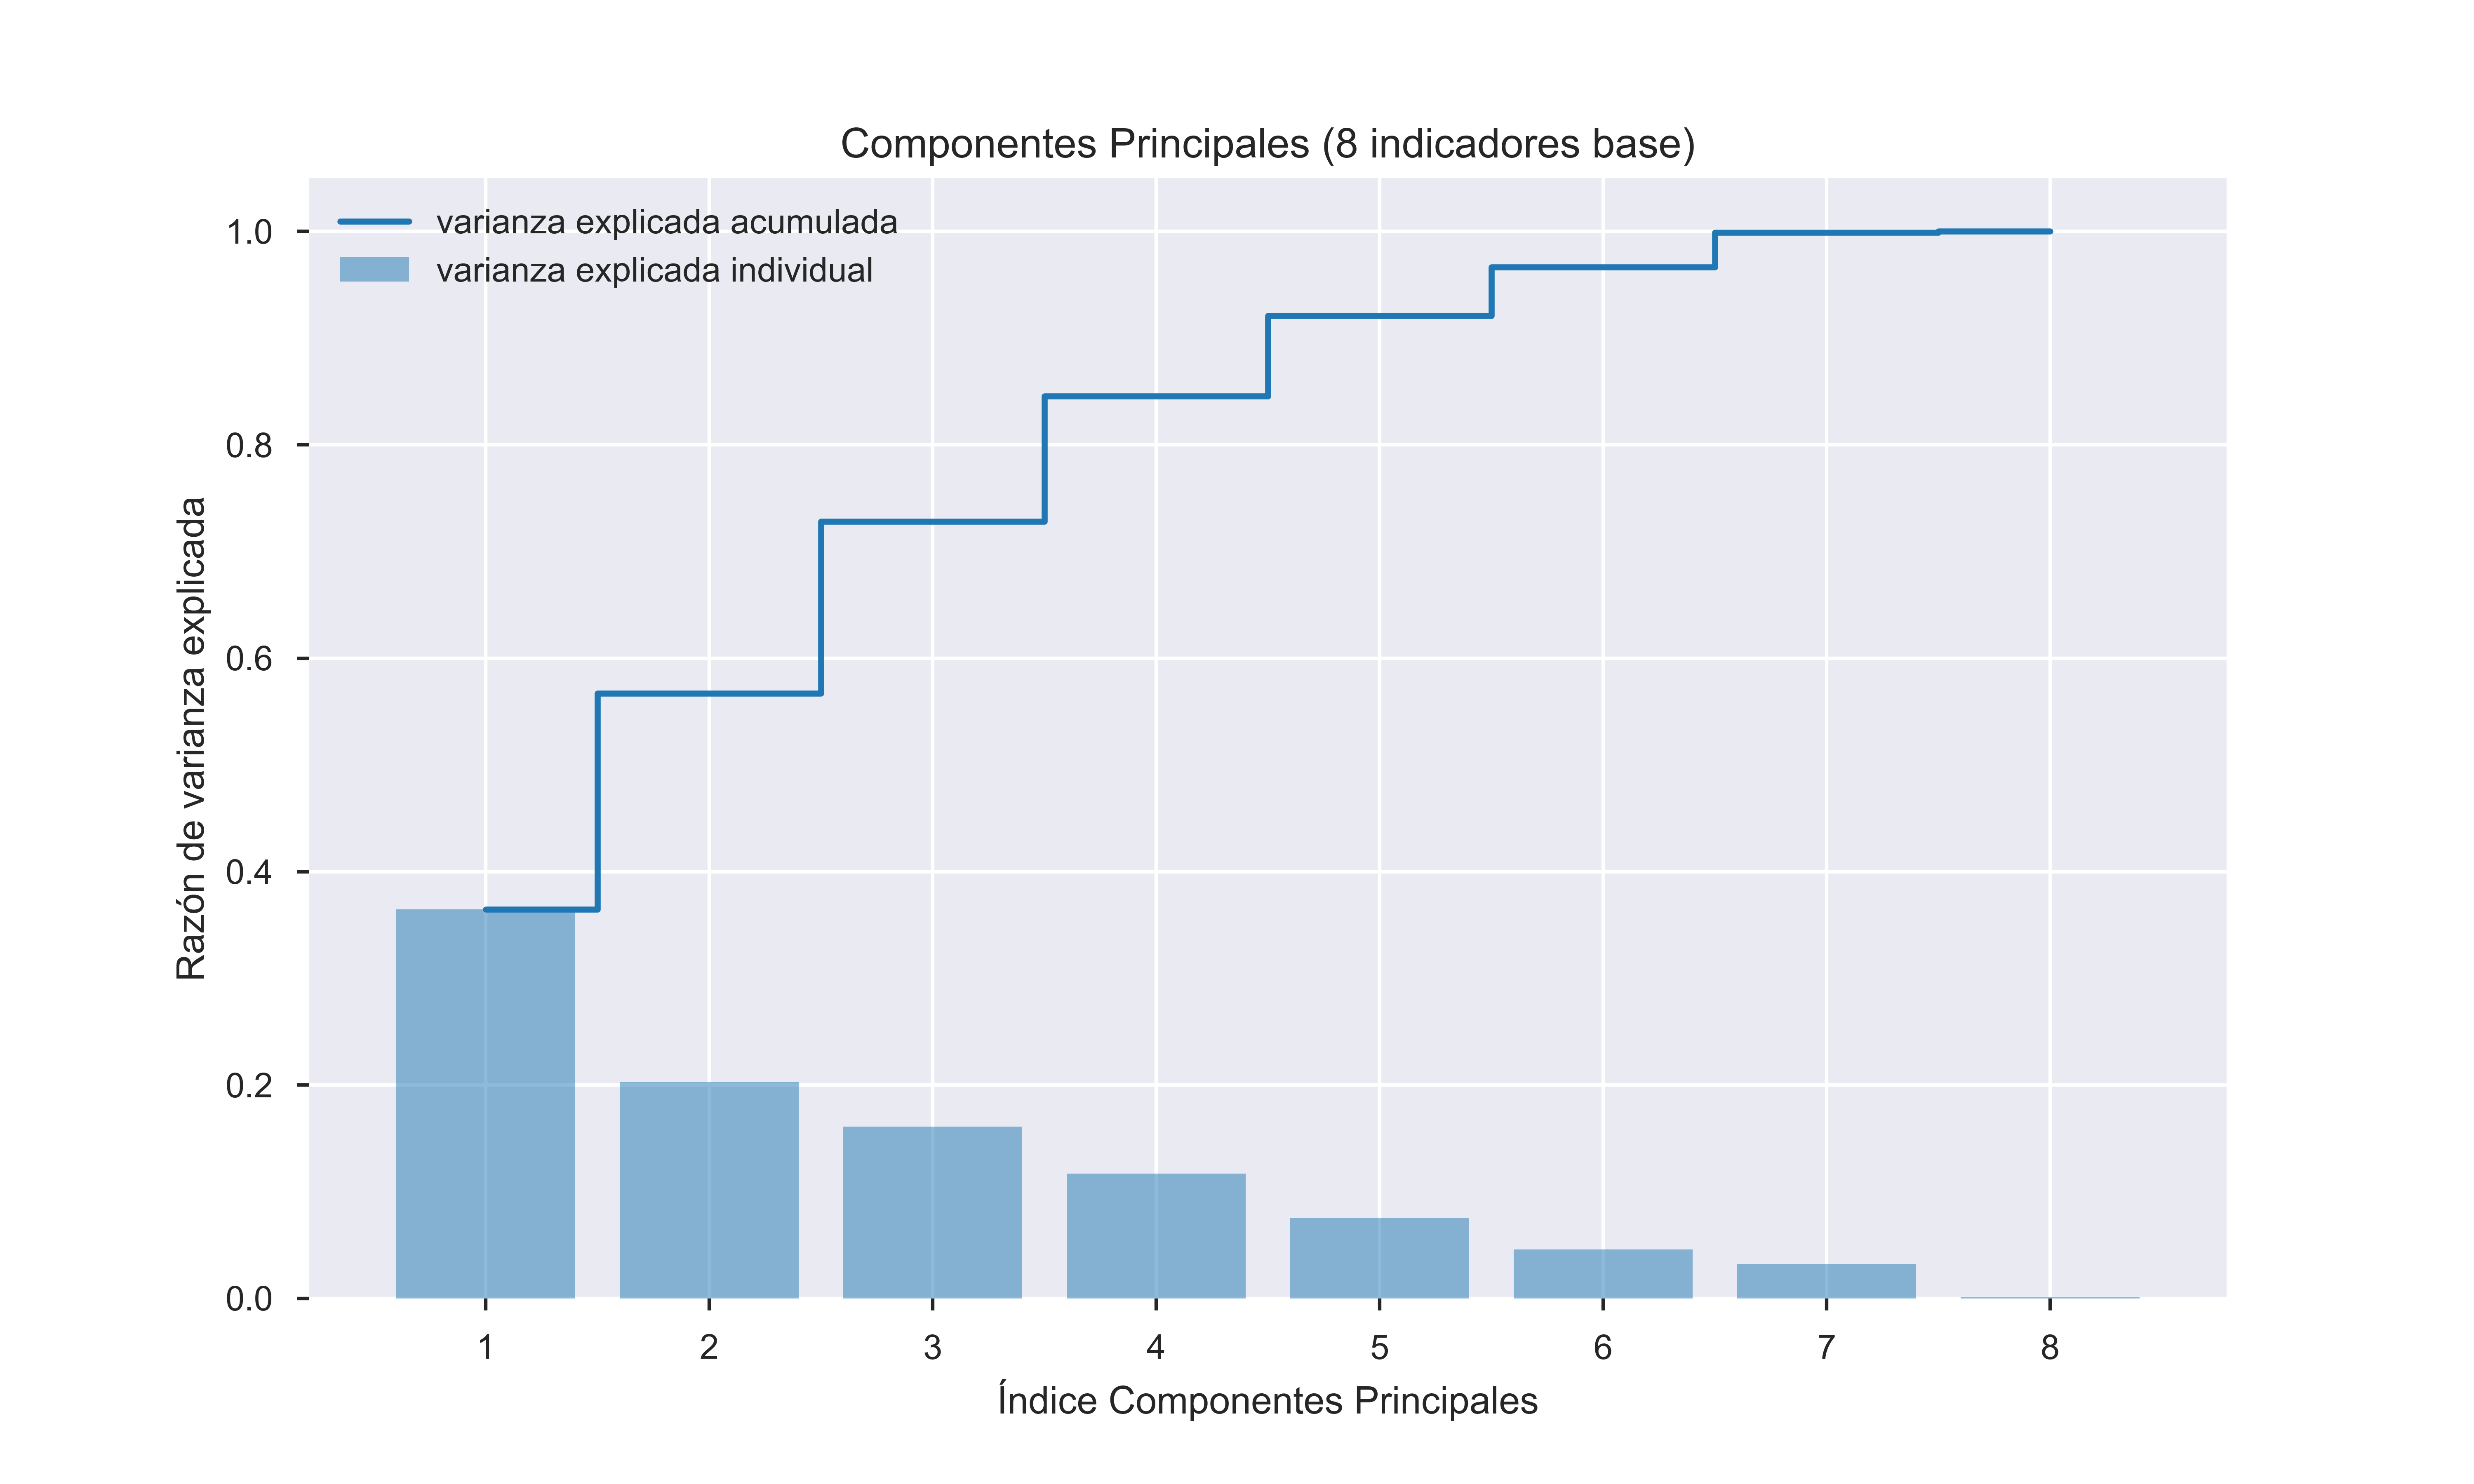 Componentes Principales (8 indicadores base)
varianza explicada acumulada
varianza explicada individual
Razón de varianza explicada
1.0
0.8
0.6
0.4
0.2
0.0
1 2 3 4 5 6 7 8
Índice Componentes Principales